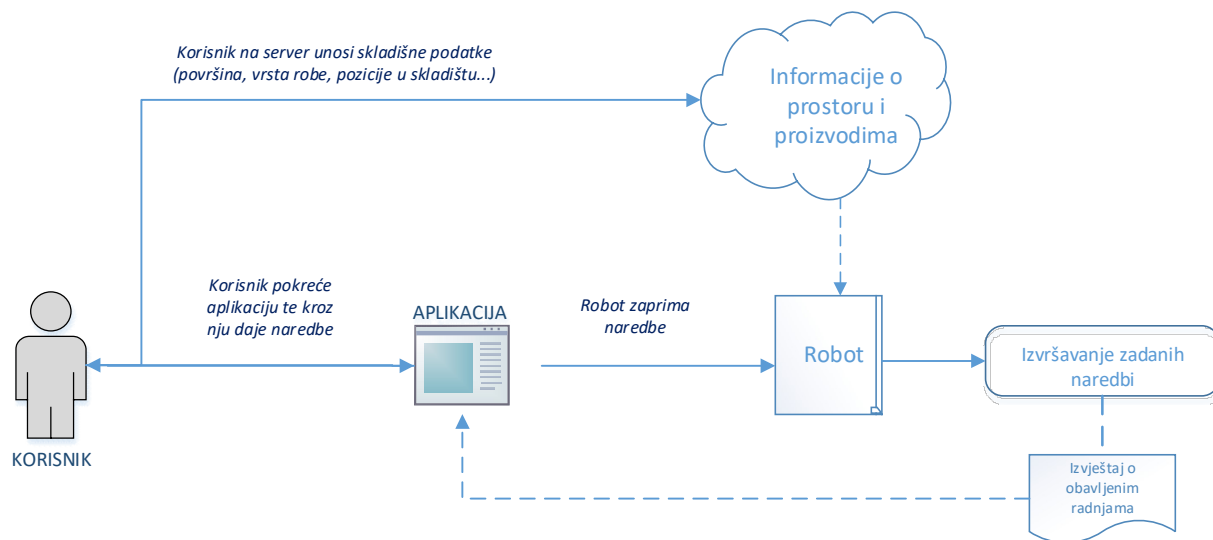 Korisnik na server unosi skladišne podatke
(površina, vrsta robe, pozicije u skladištu...)
Informacije o
prostoru i
proizvodima
Korisnik pokreće
aplikaciju te kroz
nju daje naredbe
APLIKACIJA
Robot zaprima
naredbe
Robot
Izvršavanje zadanih
naredbi
KORISNIK
Izvještaj o
obavljenim
radnjama